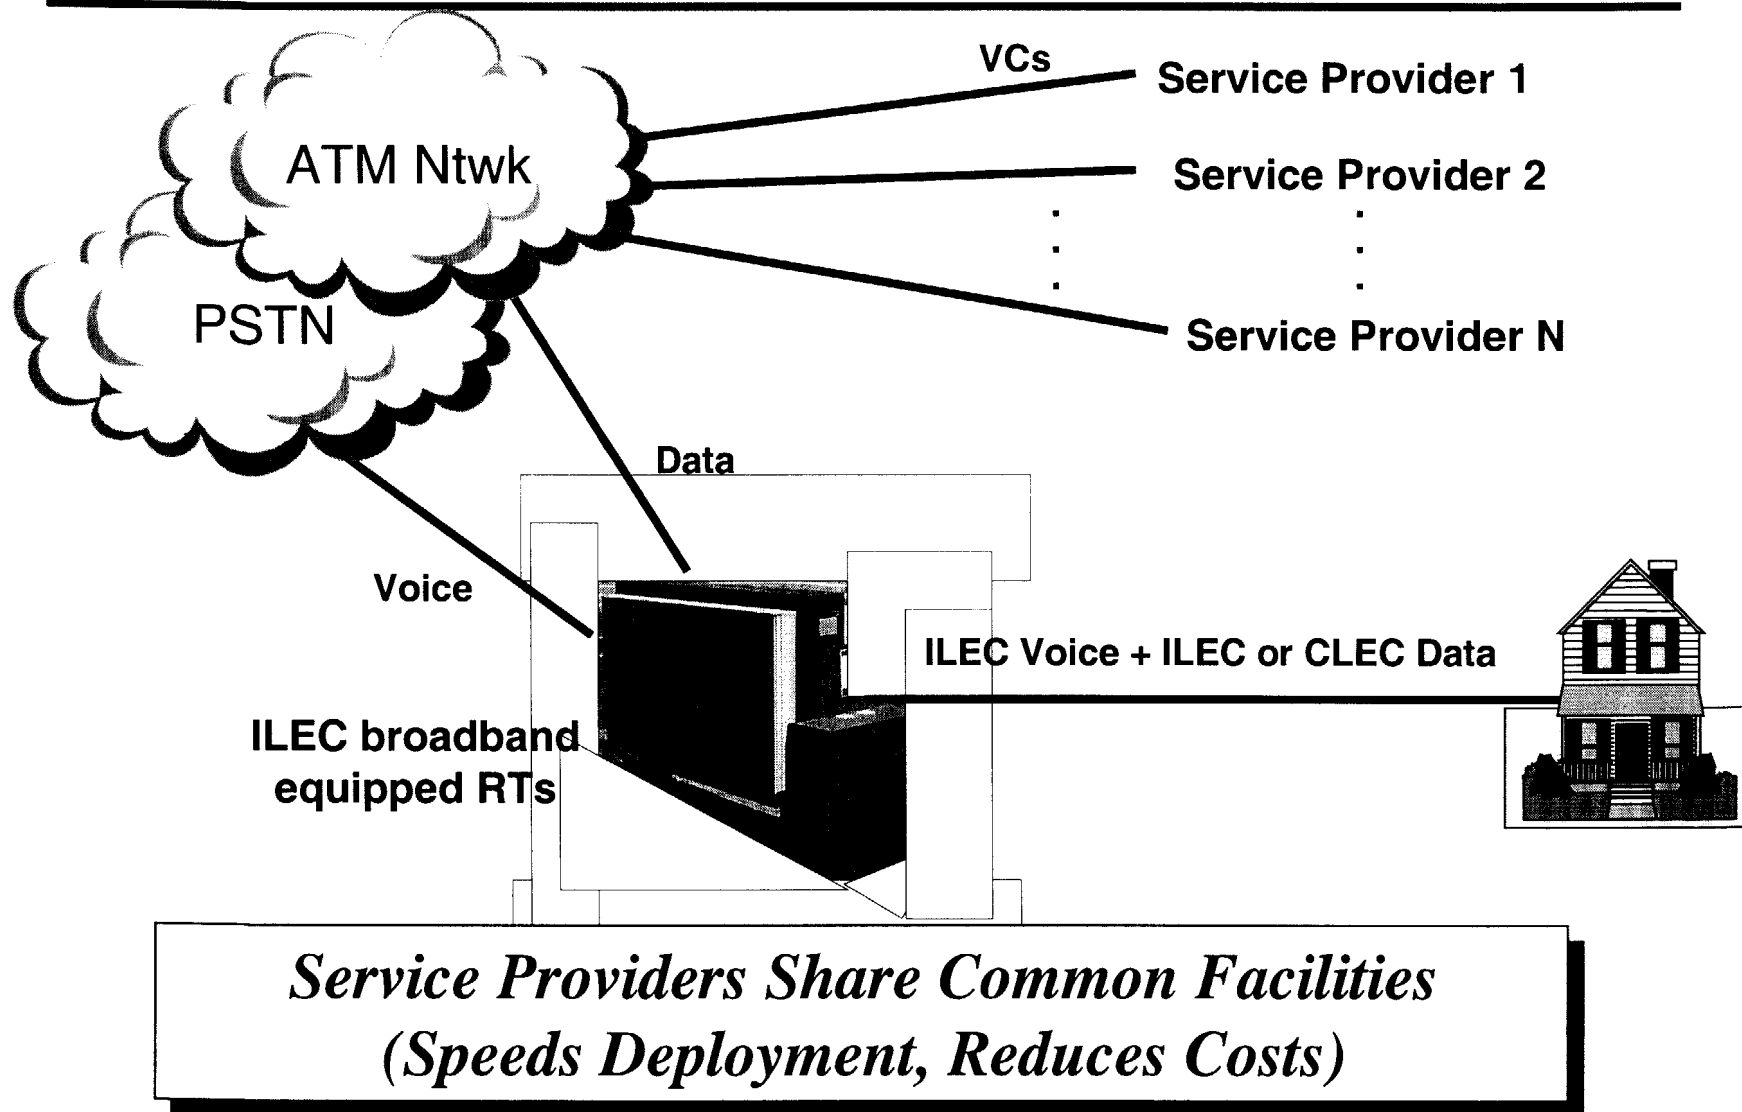 VCs
Service Provider 1
ATM Ntwk
Service Provider 2
PSTN
Service Provider N
Data
Voice
ILEC Voice + ILEC or CLEC Data
ILEC broadband
equipped RTs
Service Providers Share Common Facilities
(Speeds Deployment, Reduces Costs)